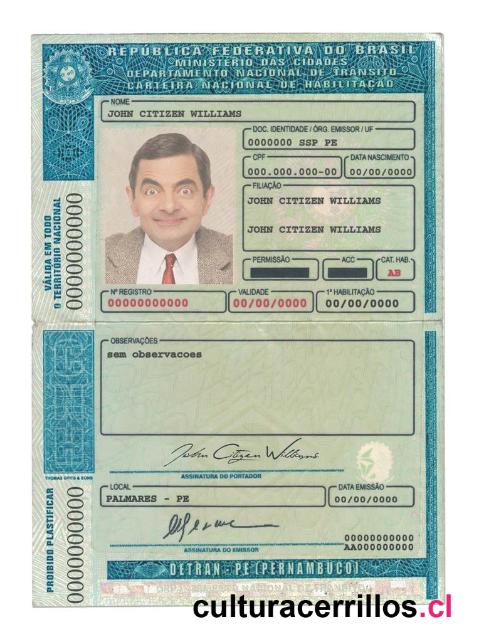 REPÚBLICA FEDERATIVA DO BRASIL
MINISTÉRIO DAS CIDADES
DEPARTAMENTO NACIONAL DE TRÂNSITO
CARTEIRA NACIONAL DE HABILITAÇÃO
NOME
JOHN CITIZEN WILLIAMS
DOC. IDENTIDADE / ÓRG. EMISSOR / UF
0000000 SSP PE
CPF DATA NASCIMENTO
000.000.000-00 00/00/0000
FILIAÇÃO
JOHN CITIZEN WILLIAMS
JOHN CITIZEN WILLIAMS
PERMISSÃO ACC CAT. HAB.
AB
Nº REGISTRO VALIDADE 1ª HABILITAÇÃO
00000000000 00/00/0000 00/00/0000
VÁLIDA EM TODO
O TERRITÓRIO NACIONAL
0000000000
OBSERVAÇÕES
sem observacoes
CNH
THOMAS GREG & SONS
John Citizen Williams
ASSINATURA DO PORTADOR
LOCAL DATA EMISSÃO
PALMARES - PE 00/00/0000
PROIBIDO PLASTIFICAR
0000000000
ASSINATURA DO EMISSOR
00000000000
AA000000000
DETRAN - PE (PERNAMBUCO)
culturacerrillos.cl